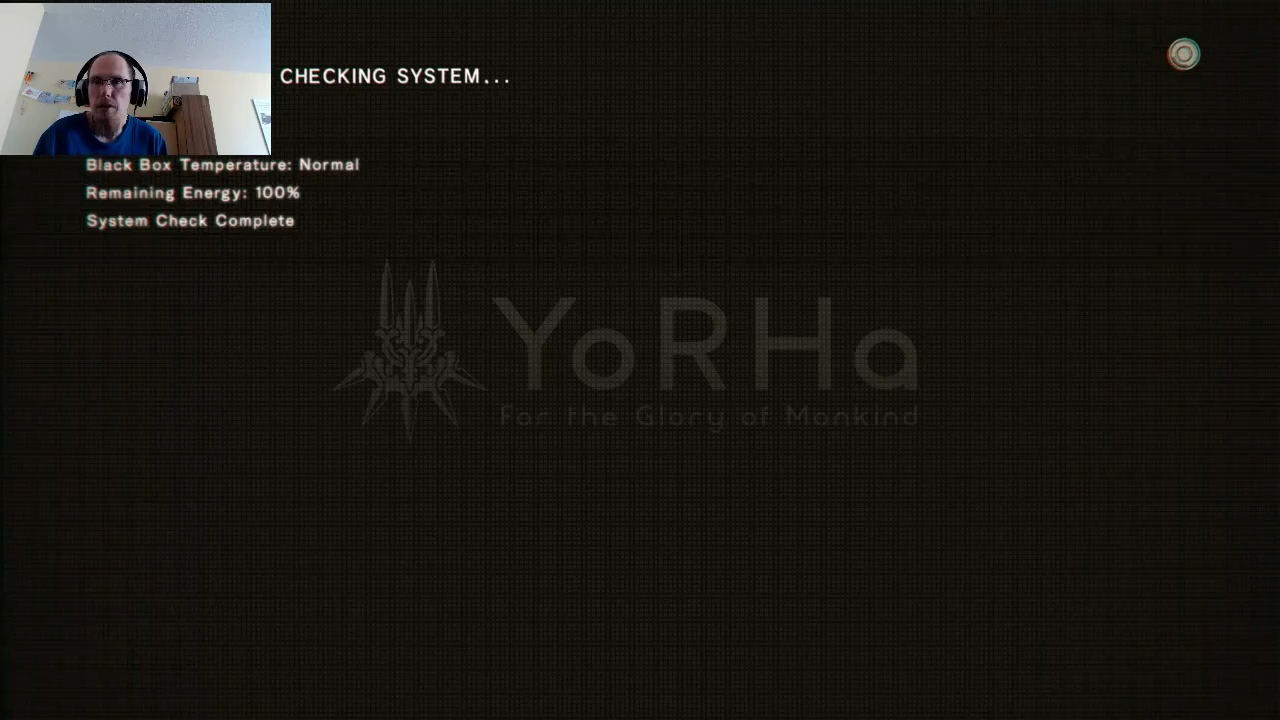 CHECKING SYSTEM...
Black Box Temperature: Normal
Remaining Energy: 100%
System Check Complete
YoRHa
For the Glory of Mankind